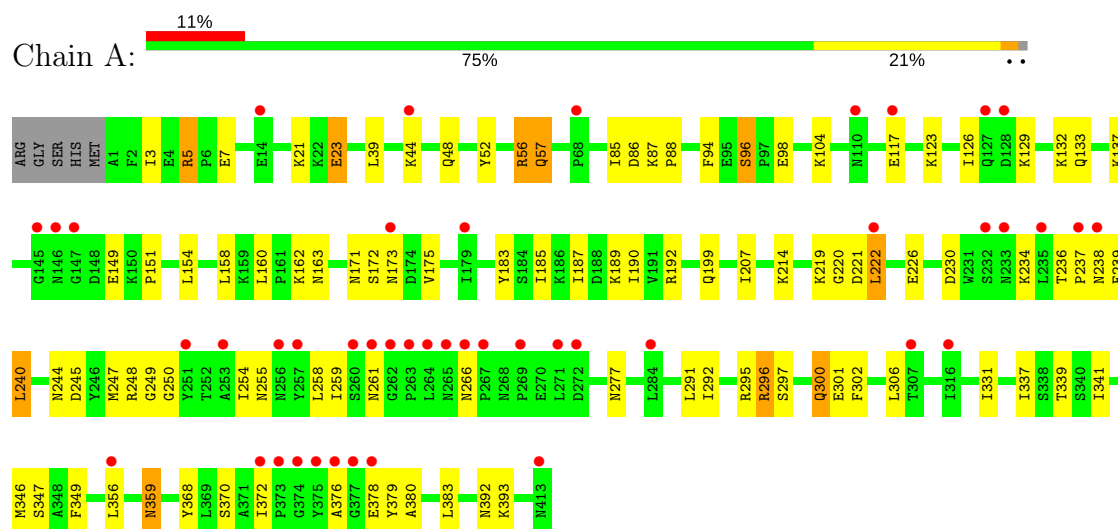 11%
Chain A:
75% 21% • •
ARG GLY SER HIS MET A1 P2 I3 E4 R5 P6 E7 E14 K21 K22 E23 L39 K44 Q48 Y52 R56 Q57 P68 I85 D86 K87 P88 F94 E95 S96 P97 E98 K104 N110 E117 K123 I126 Q127 D128 K129 K132 Q133 K137
G145 N146 G147 D148 E149 K150 P151 L154 L158 K159 L160 P161 K162 N163 N171 S172 N173 D174 V175 I179 Y183 S184 I185 K186 I187 D188 K189 I190 V191 R192 Q199 I207 K214 K219 G220 D221 L222 E226 D230 W231 S232 N233 K234 L235 T236 P237 N238
L240 N244 D245 Y246 M247 R248 G249 G250 Y251 T252 A253 I254 N255 N256 Y257 L258 I259 S260 N261 G262 P263 L264 N265 N266 P267 N268 P269 E270 L271 D272 N277 L284 L291 I292 R295 R296 S297 Q300 E301 F302 L306 T307 I316 I331 I337 S338 T339 S340 I341
M346 S347 A348 F349 L356 N359 Y368 L369 S370 A371 I372 P373 G374 Y375 A376 G377 E378 Y379 A380 L383 N392 K393 N413